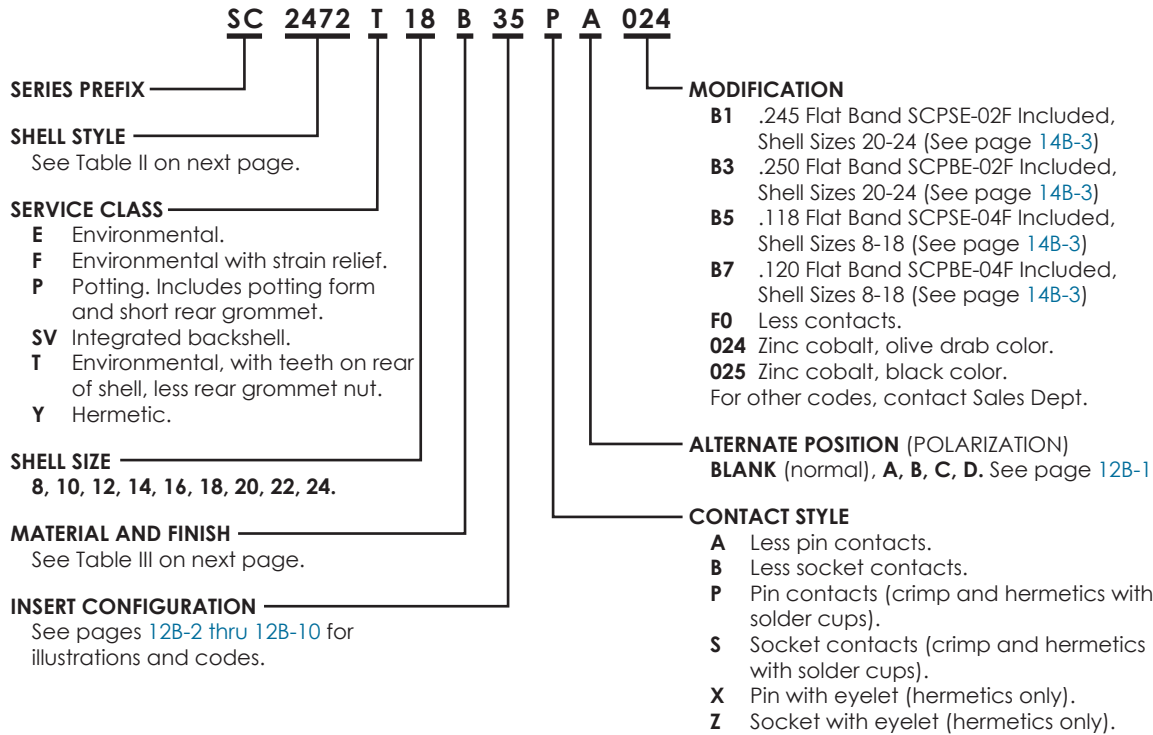 SC 2472 T 18 B 35 P A 024
SERIES PREFIX
SHELL STYLE
See Table II on next page.
SERVICE CLASS
E Environmental.
F Environmental with strain relief.
P Potting. Includes potting form
and short rear grommet.
SV Integrated backshell.
T Environmental, with teeth on rear
of shell, less rear grommet nut.
Y Hermetic.
SHELL SIZE
8, 10, 12, 14, 16, 18, 20, 22, 24.
MATERIAL AND FINISH
See Table III on next page.
INSERT CONFIGURATION
See pages 12B-2 thru 12B-10 for
illustrations and codes.
MODIFICATION
B1 .245 Flat Band SCPSE-02F Included,
Shell Sizes 20-24 (See page 14B-3)
B3 .250 Flat Band SCPBE-02F Included,
Shell Sizes 20-24 (See page 14B-3)
B5 .118 Flat Band SCPSE-04F Included,
Shell Sizes 8-18 (See page 14B-3)
B7 .120 Flat Band SCPBE-04F Included,
Shell Sizes 8-18 (See page 14B-3)
F0 Less contacts.
024 Zinc cobalt, olive drab color.
025 Zinc cobalt, black color.
For other codes, contact Sales Dept.
ALTERNATE POSITION (POLARIZATION)
BLANK (normal), A, B, C, D. See page 12B-1
CONTACT STYLE
A Less pin contacts.
B Less socket contacts.
P Pin contacts (crimp and hermetics with
solder cups).
S Socket contacts (crimp and hermetics
with solder cups).
X Pin with eyelet (hermetics only).
Z Socket with eyelet (hermetics only).